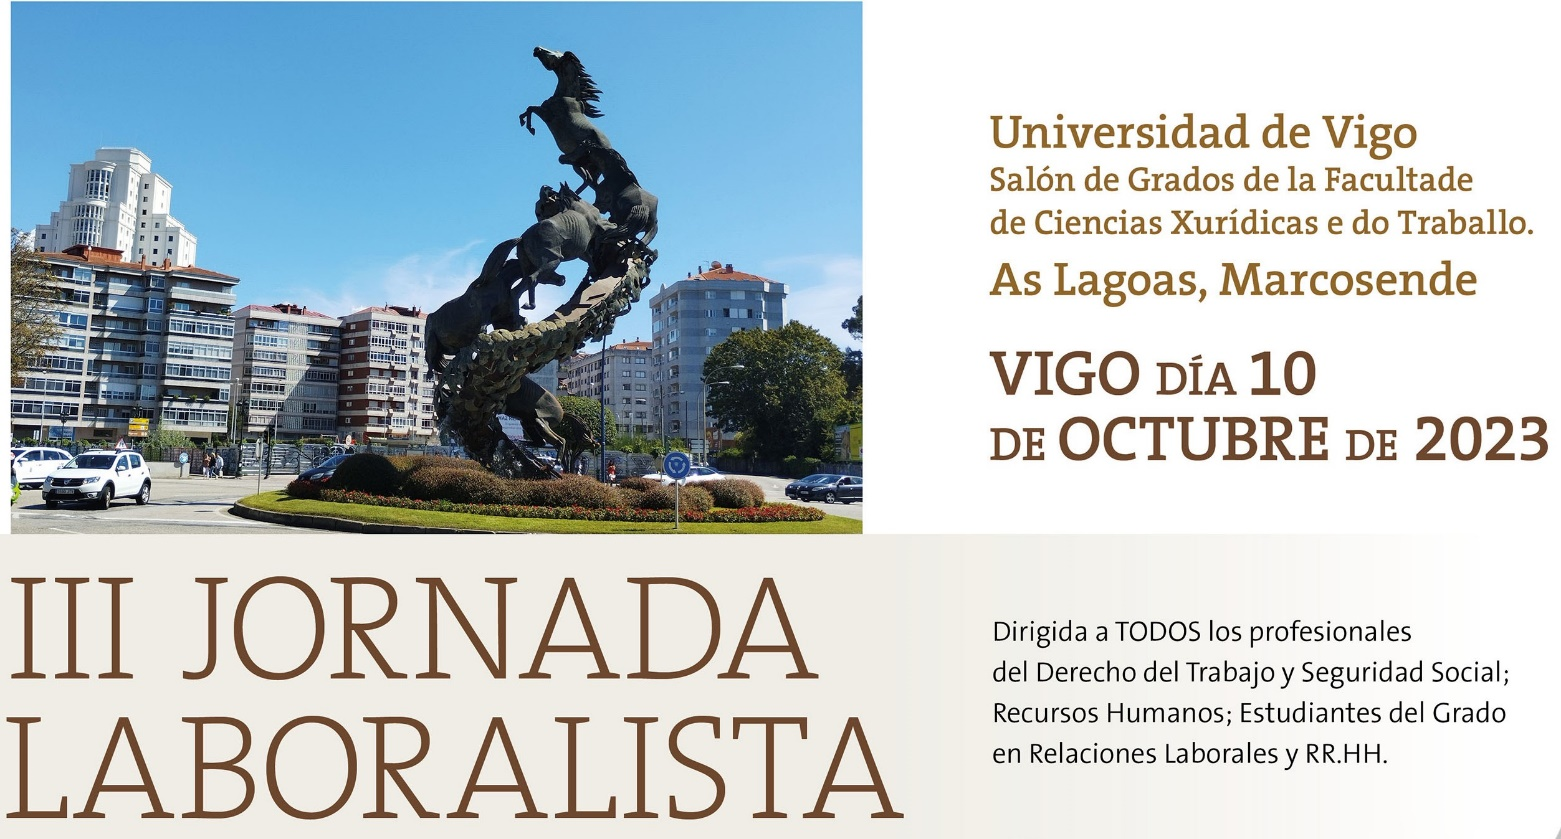 Universidad de Vigo
Salón de Grados de la Facultade
de Ciencias Xurídicas e do Traballo.
As Lagoas, Marcosende
VIGO DÍA 10
DE OCTUBRE DE 2023
III JORNADA
LABORALISTA
Dirigida a TODOS los profesionales
del Derecho del Trabajo y Seguridad Social;
Recursos Humanos; Estudiantes del Grado
en Relaciones Laborales y RR.HH.